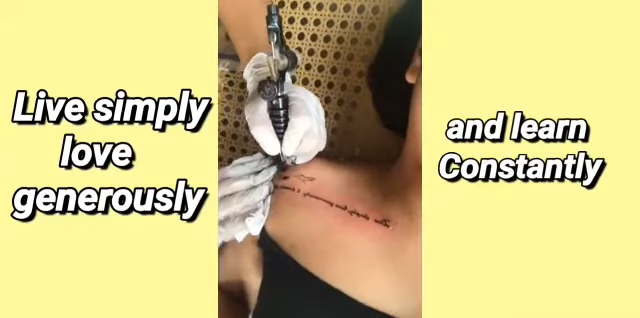 Live simply
love
generously
and learn
Constantly